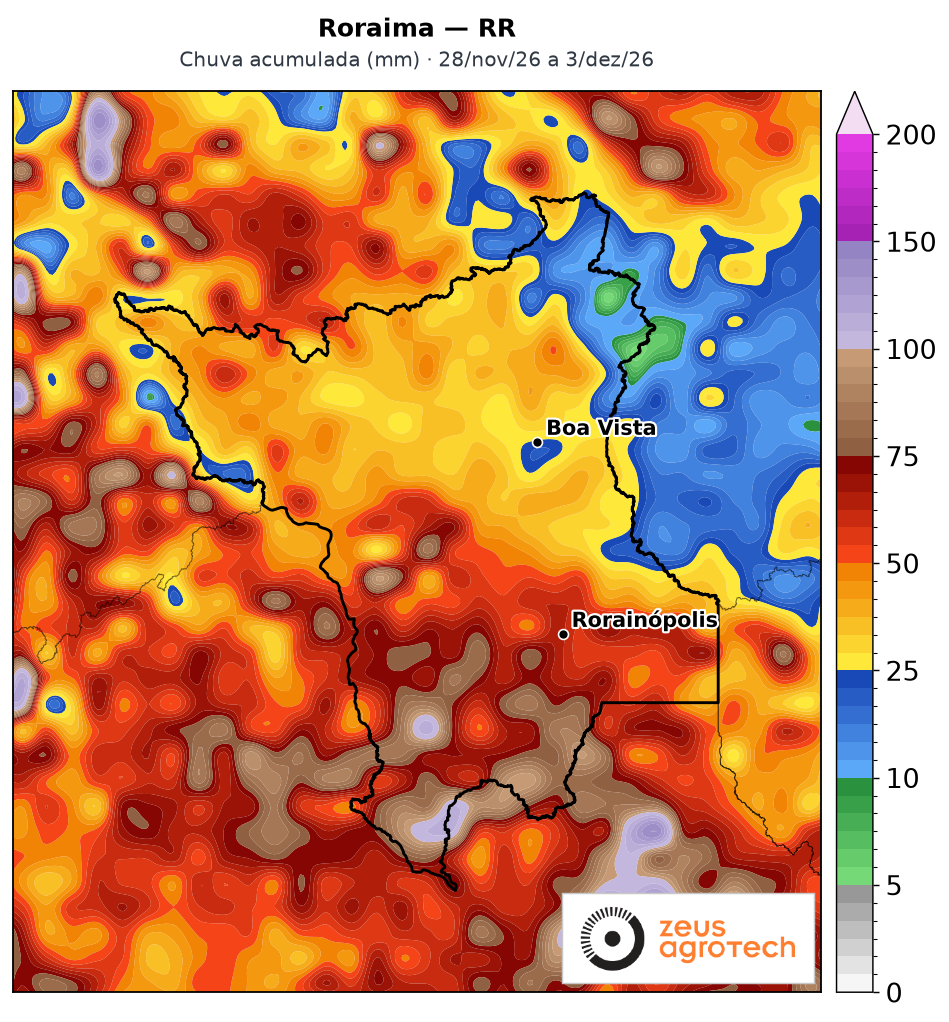 Roraima — RR
Chuva acumulada (mm) · 28/nov/26 a 3/dez/26
200
150
100
75
50
25
10
5
0
Boa Vista
Rorainópolis
zeus
agrotech